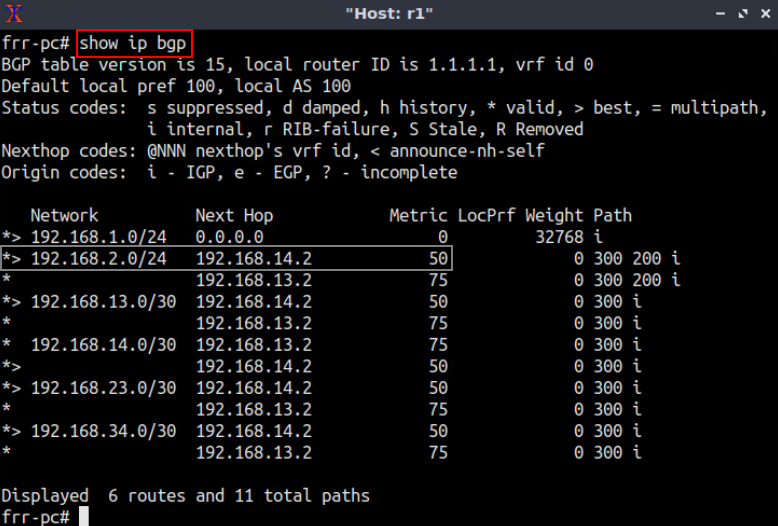 "Host: r1"
frr-pc# show ip bgp
BGP table version is 15, local router ID is 1.1.1.1, vrf id 0
Default local pref 100, local AS 100
Status codes:  s suppressed, d damped, h history, * valid, > best, = multipath,
               i internal, r RIB-failure, S Stale, R Removed
Nexthop codes: @NNN nexthop's vrf id, < announce-nh-self
Origin codes:  i - IGP, e - EGP, ? - incomplete

   Network          Next Hop            Metric LocPrf Weight Path
*> 192.168.1.0/24   0.0.0.0                  0         32768 i
*> 192.168.2.0/24   192.168.14.2            50             0 300 200 i
*                   192.168.13.2            75             0 300 200 i
*> 192.168.13.0/30  192.168.14.2            50             0 300 i
*                   192.168.13.2            75             0 300 i
*  192.168.14.0/30  192.168.13.2            75             0 300 i
*>                  192.168.14.2            50             0 300 i
*> 192.168.23.0/30  192.168.14.2            50             0 300 i
*                   192.168.13.2            75             0 300 i
*> 192.168.34.0/30  192.168.14.2            50             0 300 i
*                   192.168.13.2            75             0 300 i

Displayed  6 routes and 11 total paths
frr-pc#